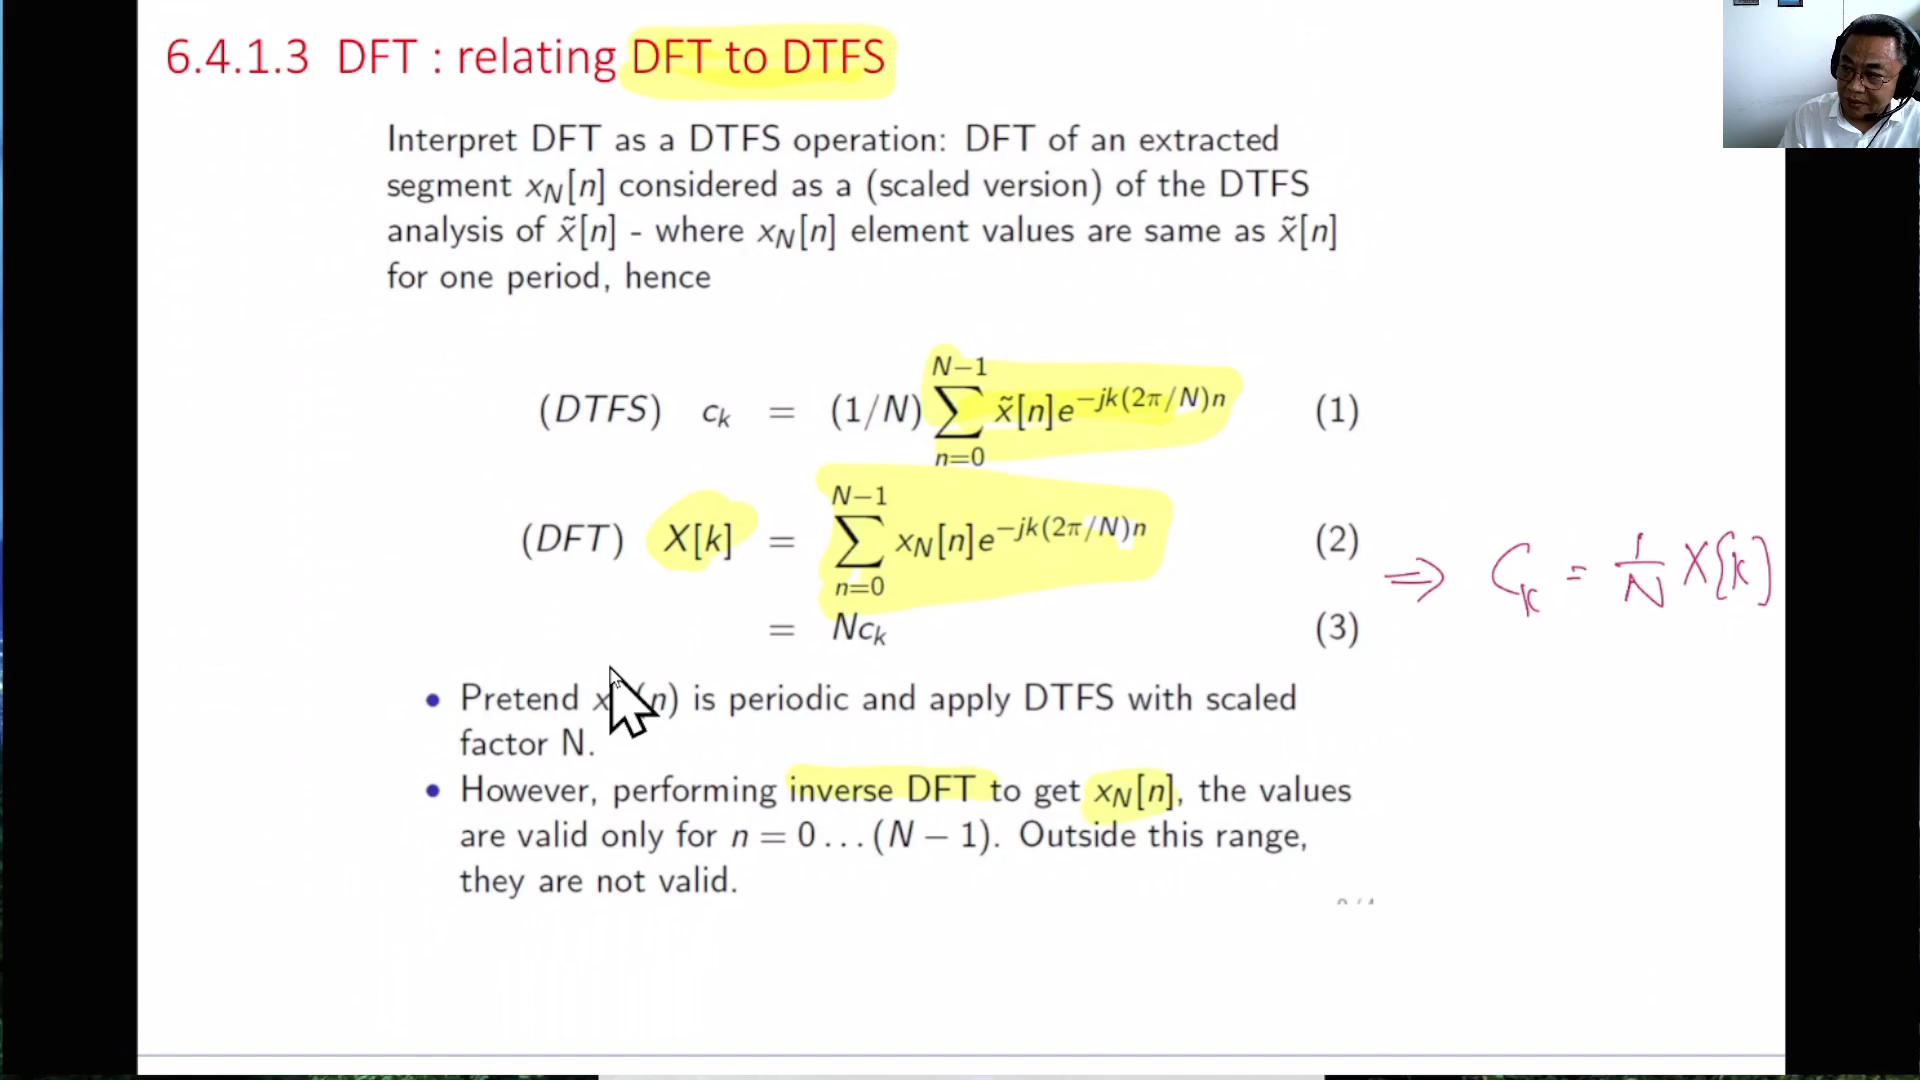 6.4.1.3 DFT : relating DFT to DTFS
Interpret DFT as a DTFS operation: DFT of an extracted
segment x_N[n] considered as a (scaled version) of the DTFS
analysis of x̃[n] - where x_N[n] element values are same as x̃[n]
for one period, hence
(DTFS) c_k = (1/N) ∑_{n=0}^{N−1} x̃[n]e^{−jk(2π/N)n} (1)
(DFT) X[k] = ∑_{n=0}^{N−1} x_N[n]e^{−jk(2π/N)n} (2)
⇒ C_k = 1/N X[k]
= Nc_k (3)
• Pretend x (n) is periodic and apply DTFS with scaled
factor N.
• However, performing inverse DFT to get x_N[n], the values
are valid only for n = 0 . . . (N − 1). Outside this range,
they are not valid.